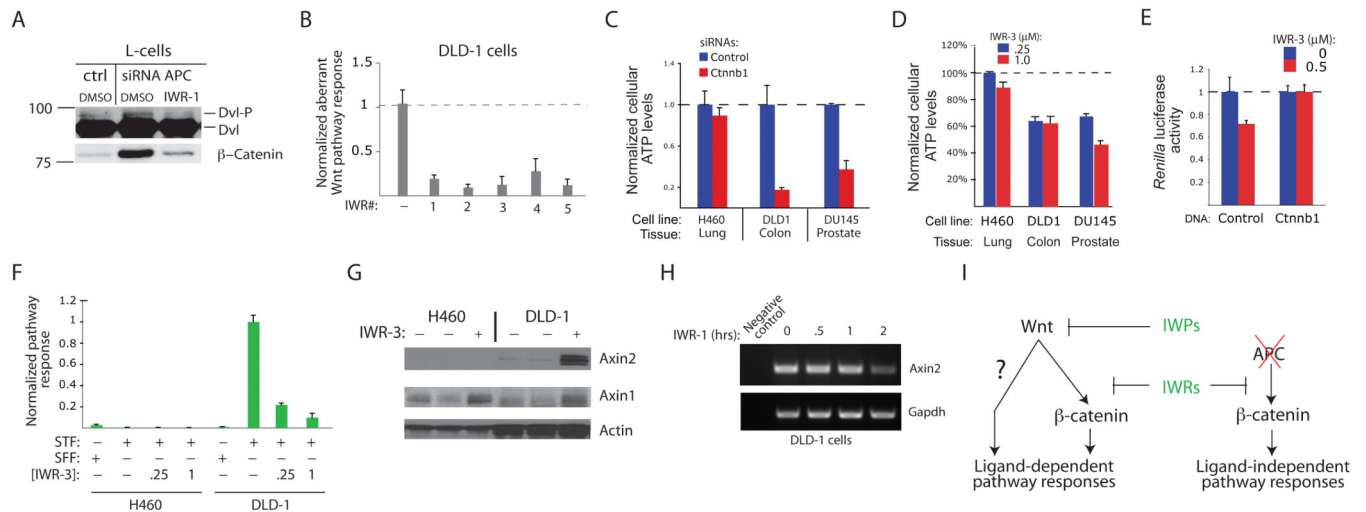 A
L-cells
ctrl siRNA APC
DMSO DMSO IWR-1
100
75
Dvl-P
Dvl
β–Catenin
B
DLD-1 cells
Normalized aberrant
Wnt pathway response
1.5
1
0.5
IWR#: – 1 2 3 4 5
C
siRNAs:
Control
Ctnnb1
Normalized cellular
ATP levels
1.4
1.0
0.6
0.2
Cell line: H460 DLD1 DU145
Tissue: Lung Colon Prostate
D
IWR-3 (μM):
.25
1.0
Normalized cellular
ATP levels
120%
100%
80%
60%
40%
20%
Cell line: H460 DLD1 DU145
Tissue: Lung Colon Prostate
E
IWR-3 (μM):
0
0.5
Renilla luciferase
activity
1.2
1
0.8
0.6
0.4
0.2
DNA: Control Ctnnb1
F
Normalized pathway
response
1.2
1
0.8
0.6
0.4
0.2
STF: – + + + – + + +
SFF: + – – – + – – –
[IWR-3]: – – .25 1 – – .25 1
H460 DLD-1
G
H460 DLD-1
IWR-3: – – + – – +
Axin2
Axin1
Actin
H
Negative
control
IWR-1 (hrs): 0 .5 1 2
Axin2
Gapdh
DLD-1 cells
I
Wnt
IWPs
?
APC
IWRs
β-catenin β-catenin
Ligand-dependent
pathway responses
Ligand-independent
pathway responses